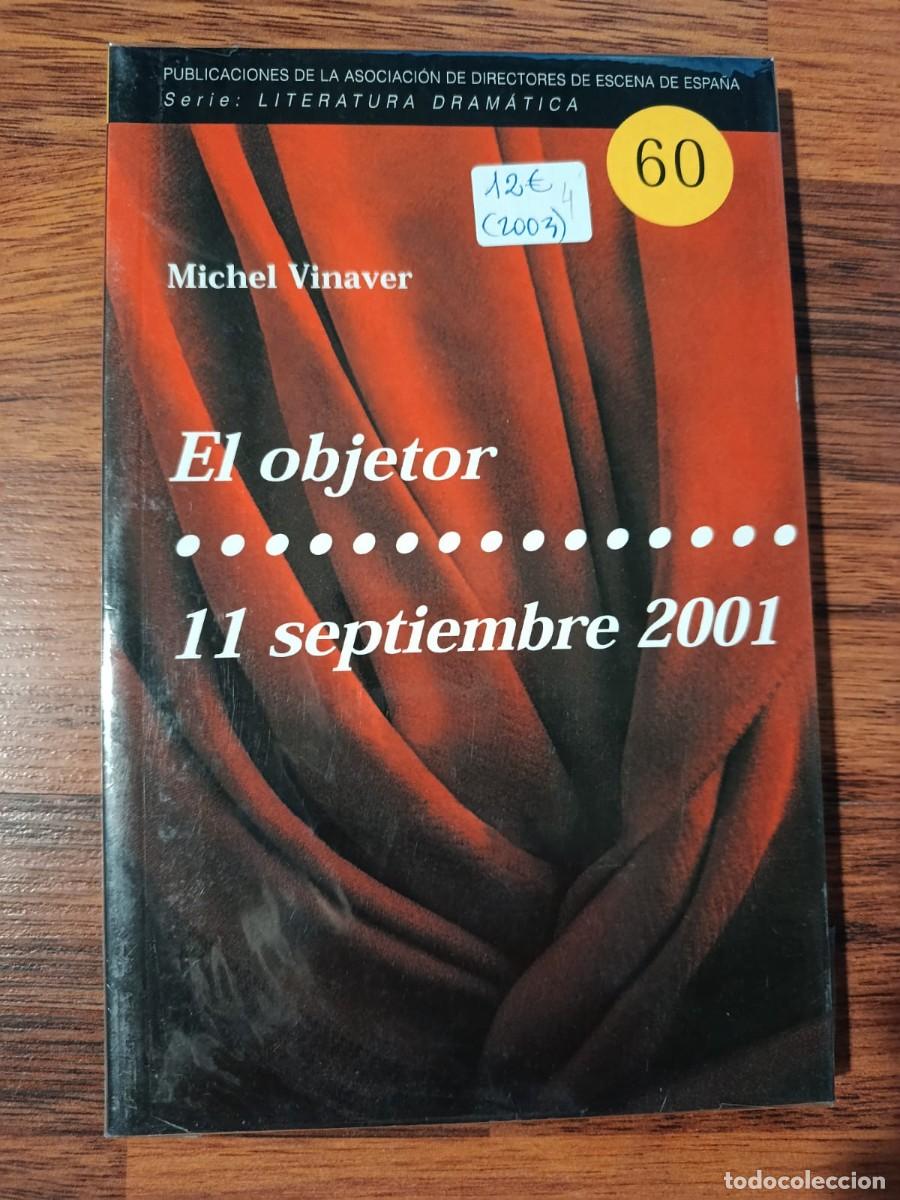 PUBLICACIONES DE LA ASOCIACIÓN DE DIRECTORES DE ESCENA DE ESPAÑA
Serie: LITERATURA DRAMÁTICA
60
12€ 4
(2003)
Michel Vinaver
El objetor
11 septiembre 2001
todocoleccion